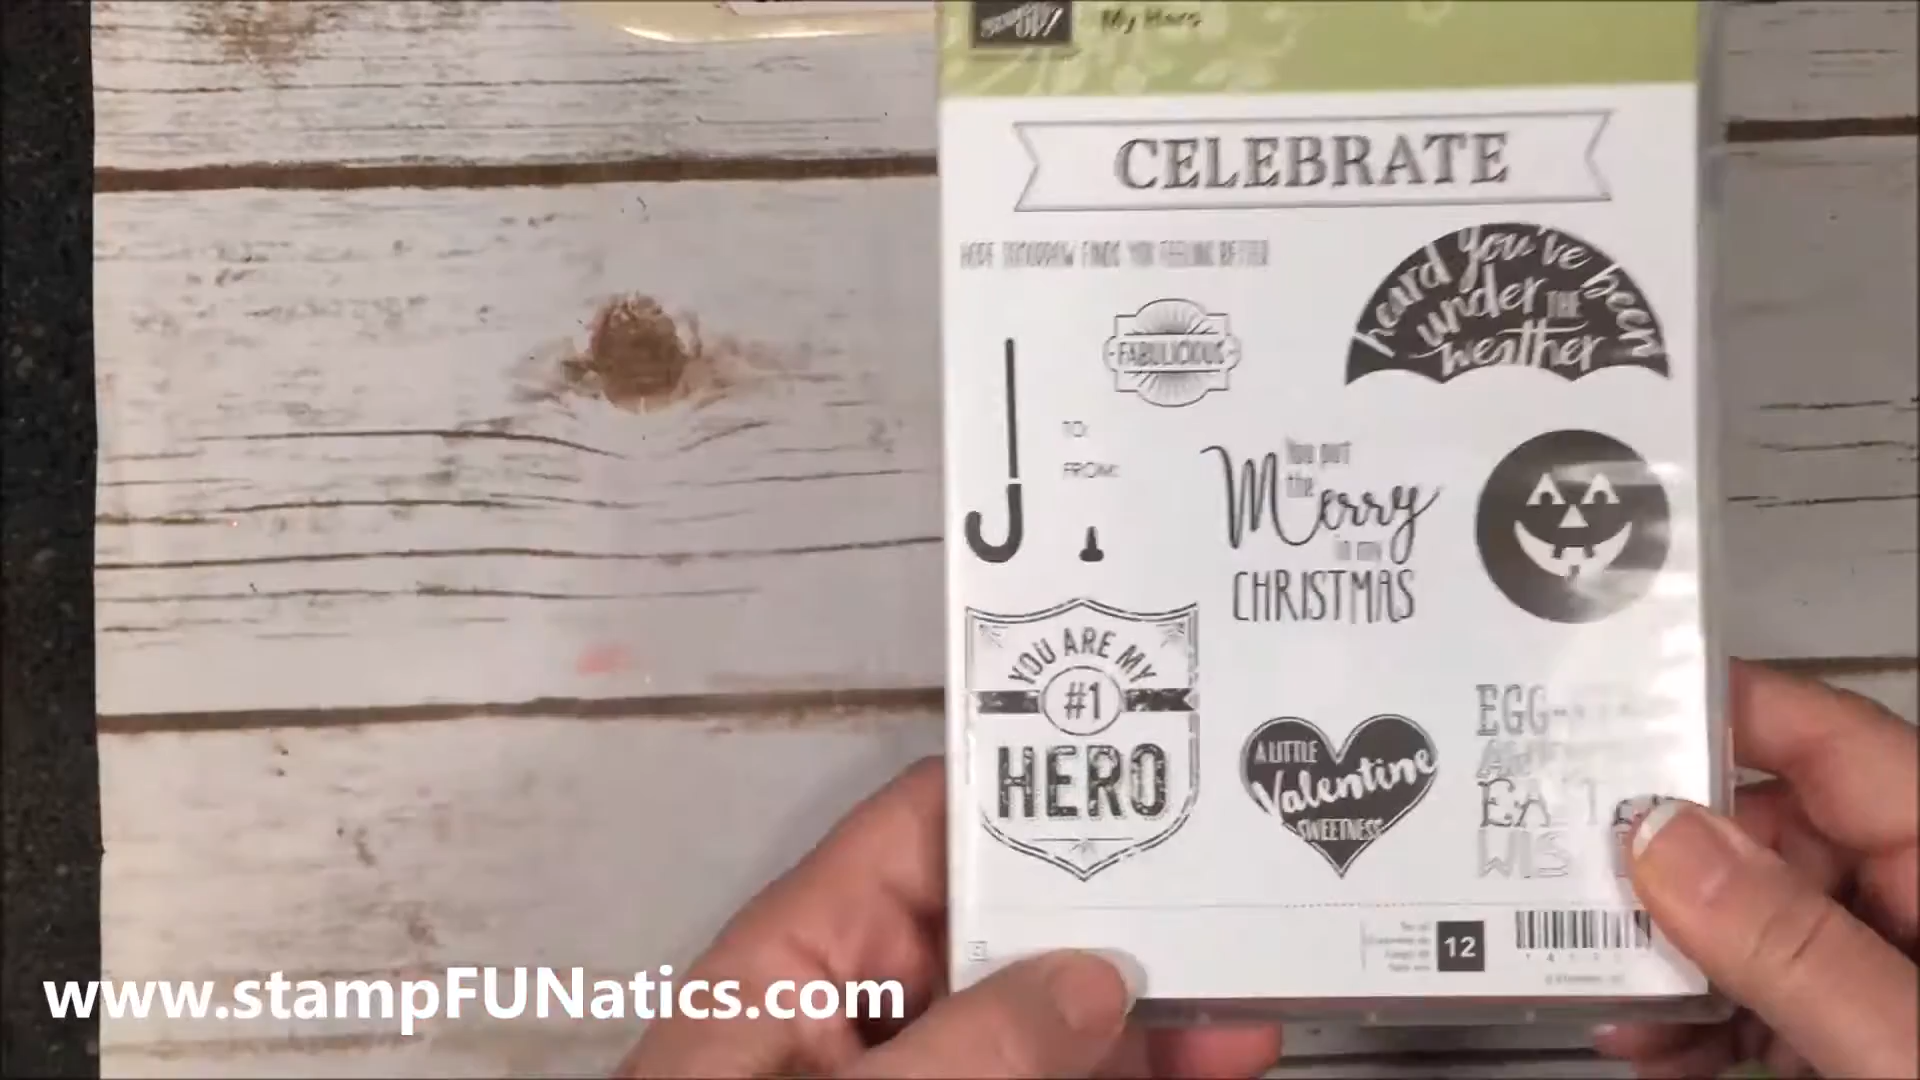 My Hero
CELEBRATE
HOPE TOMORROW FINDS YOU FEELING BETTER
heard you've been
under THE
weather
FABULICIOUS
TO:
FROM:
You put
the
Merry
in my
CHRISTMAS
YOU ARE MY
#1
HERO
A LITTLE
Valentine
SWEETNESS
EGG-
12
www.stampFUNatics.com